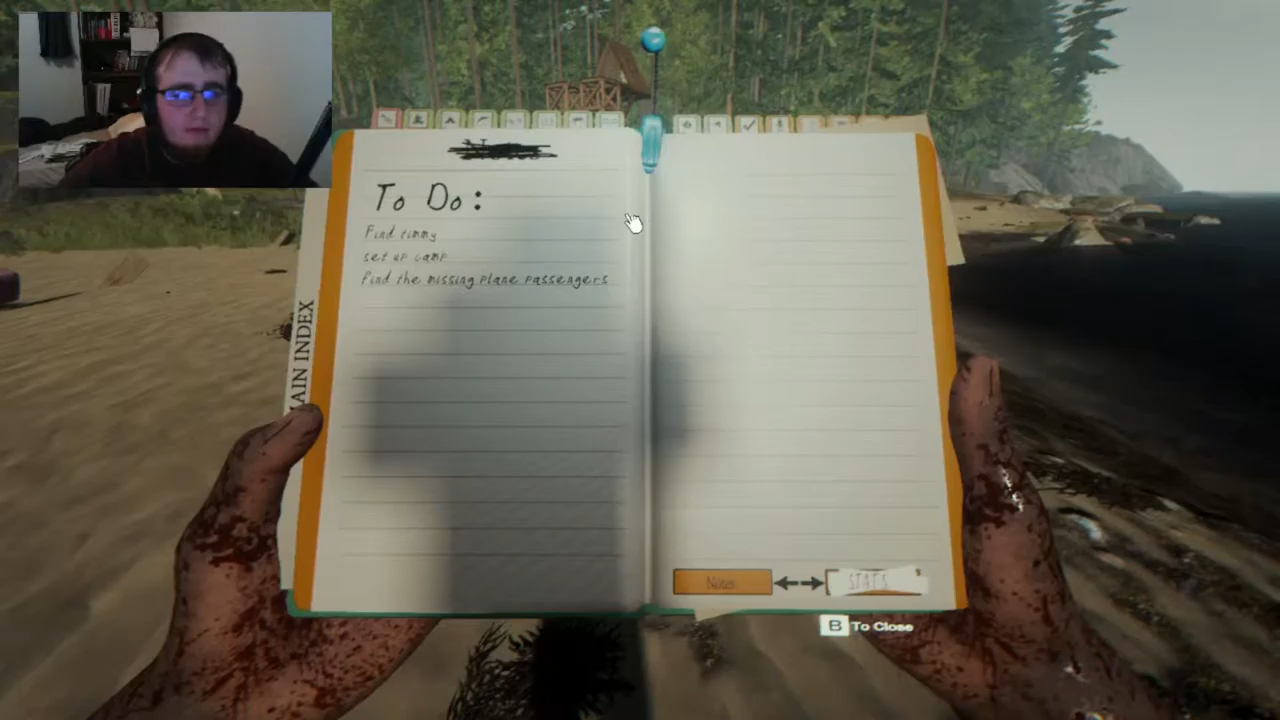 To Do:
Find timmy
set up camp
find the missing plane passengers
MAIN INDEX
Notes
STATS
B To Close